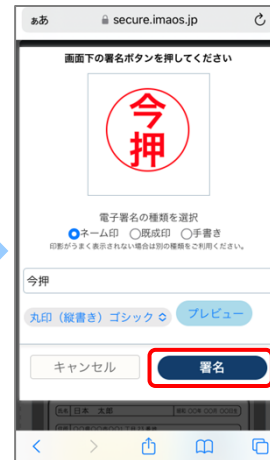 ああ secure.imaos.jp
画面下の署名ボタンを押してください
今
押
電子署名の種類を選択
ネーム印 既成印 手書き
印影がうまく表示されない場合は別の種類をご利用ください。
今押
丸印（縦書き）ゴシック プレビュー
キャンセル 署名
氏名 日本 太郎